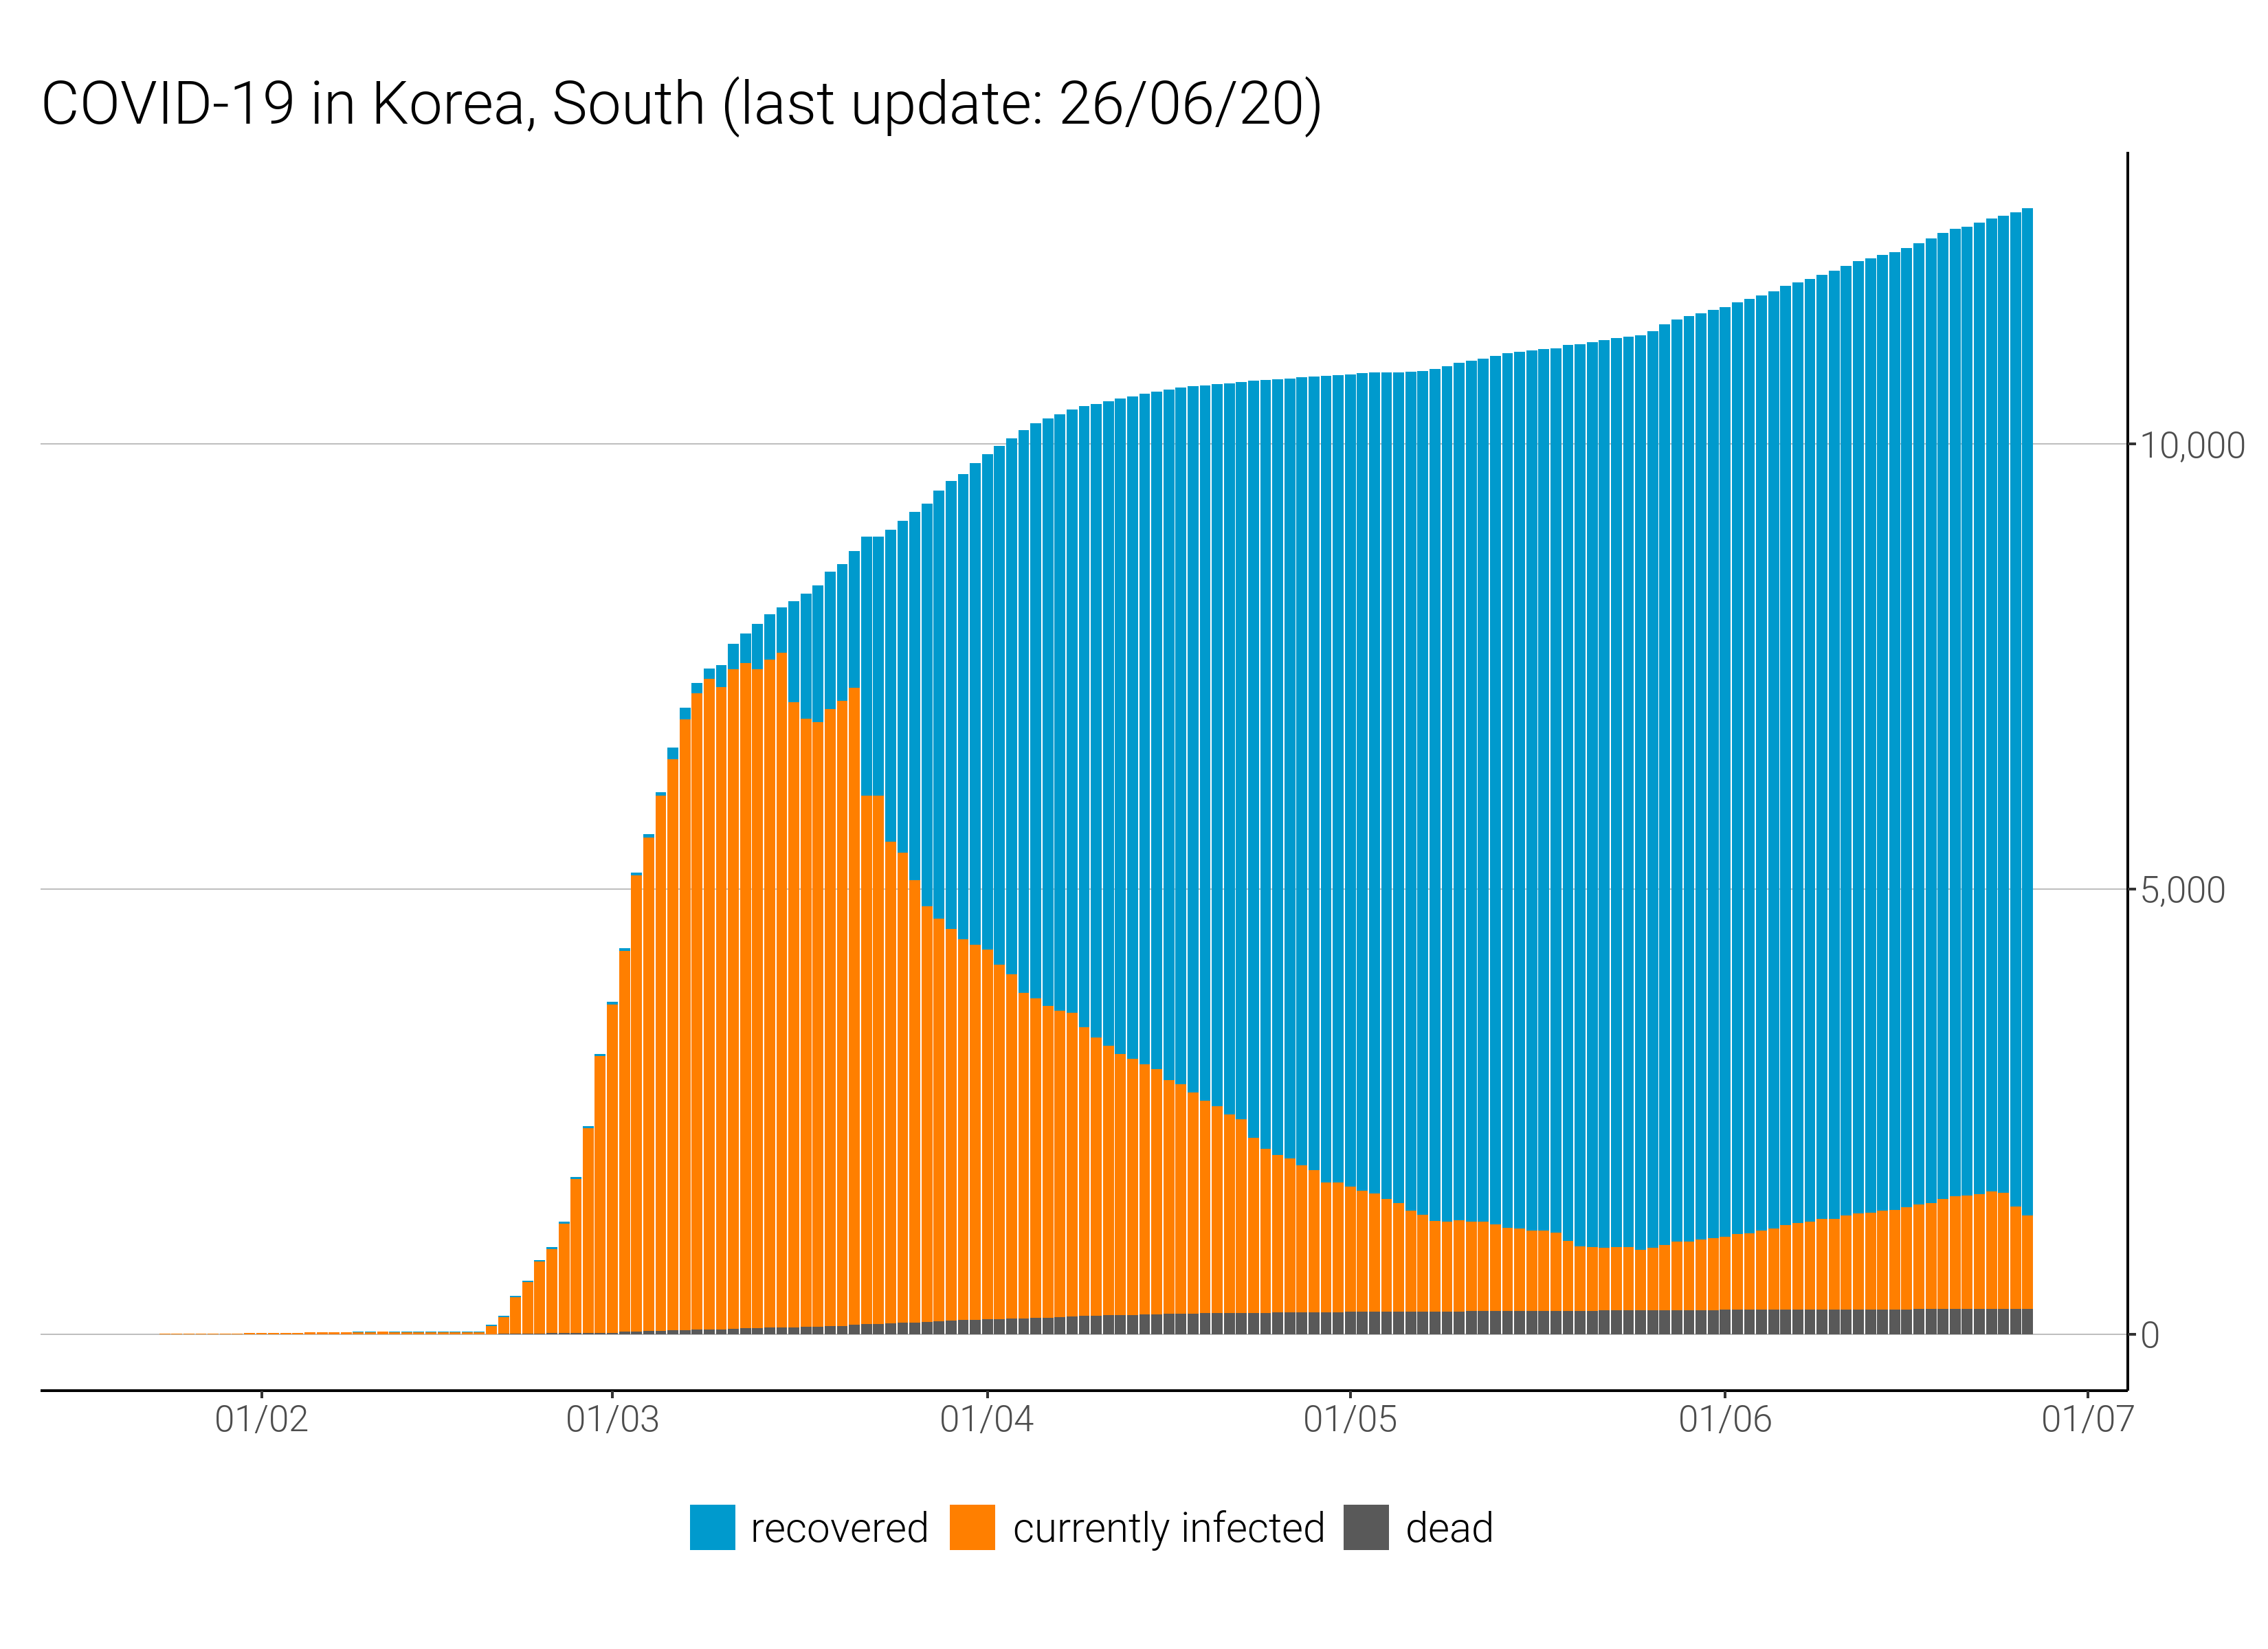 COVID-19 in Korea, South (last update: 26/06/20)
10,000
5,000
0
01/02 01/03 01/04 01/05 01/06 01/07
recovered currently infected dead